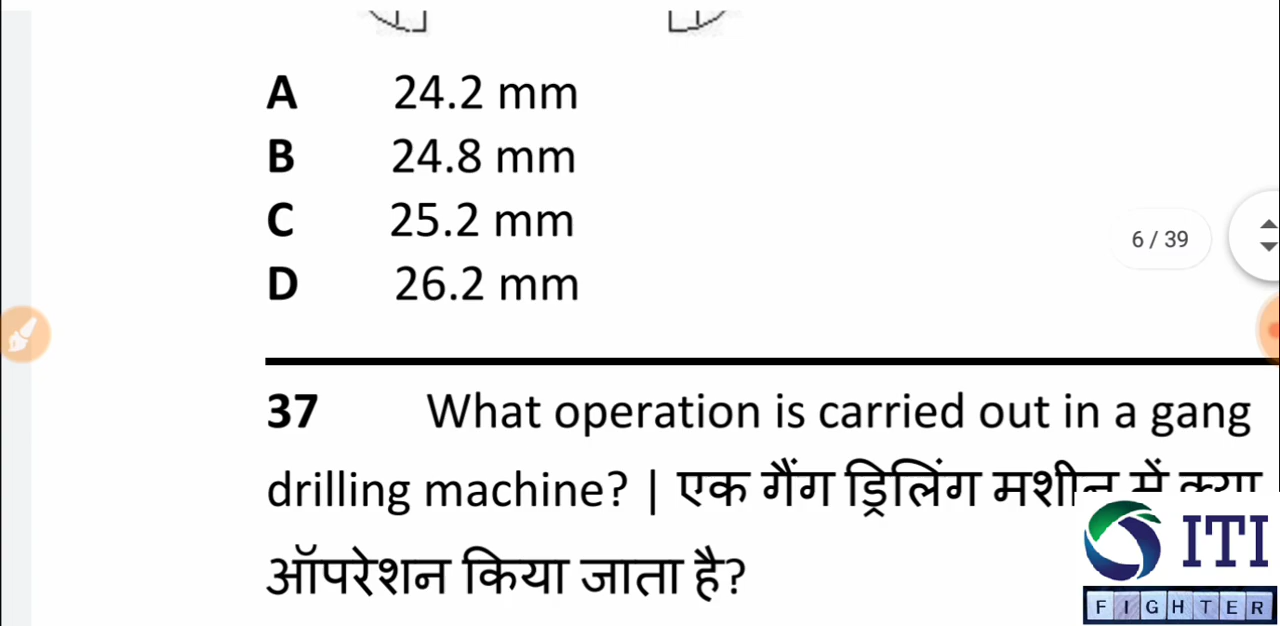 A 24.2 mm
B 24.8 mm
C 25.2 mm
D 26.2 mm
6 / 39
37 What operation is carried out in a gang
drilling machine? | एक गैंग ड्रिलिंग मशीन में क्या
ऑपरेशन किया जाता है?
ITI
FIGHTER